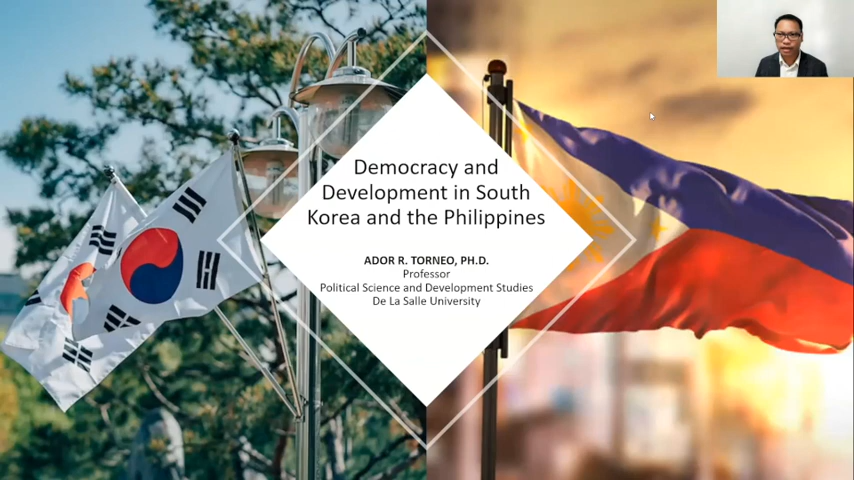 Democracy and
Development in South
Korea and the Philippines
ADOR R. TORNEO, PH.D.
Professor
Political Science and Development Studies
De La Salle University